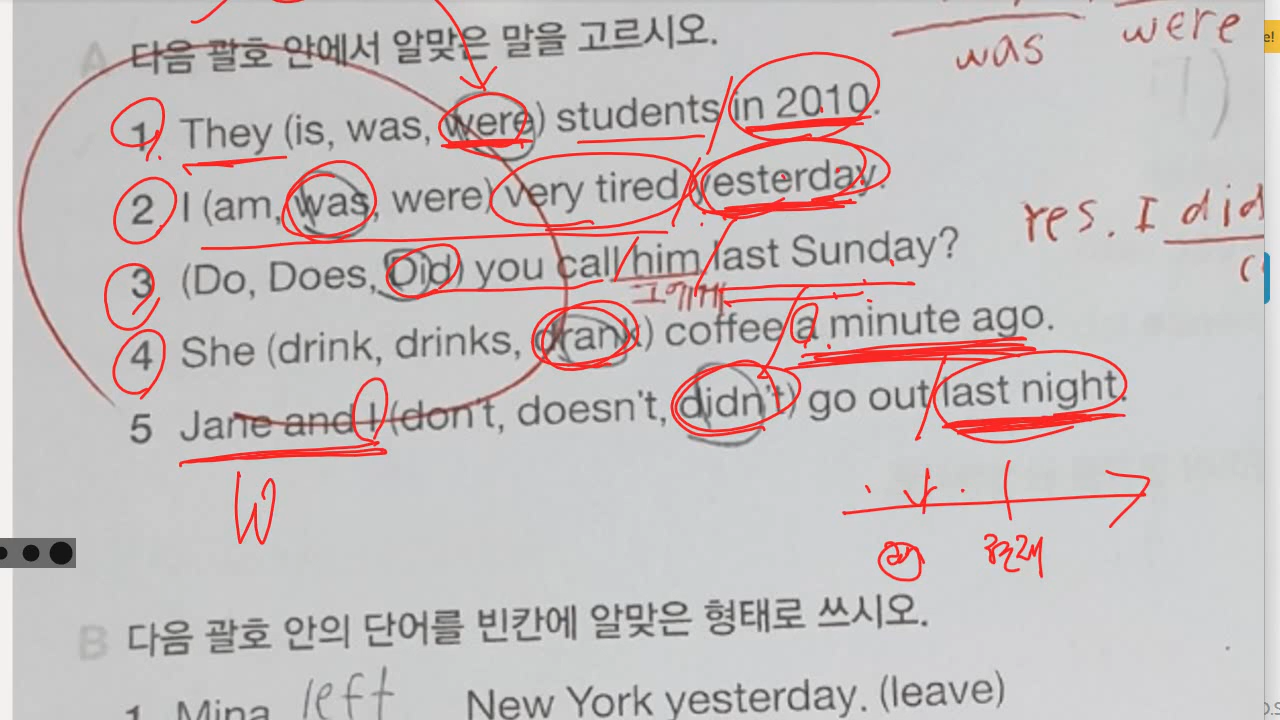 was were
A 다음 괄호 안에서 알맞은 말을 고르시오.
1 They (is, was, were) students in 2010.
2 I (am, was, were) very tired yesterday.
yes. I did
3 (Do, Does, Did) you call him last Sunday?
그에게
4 She (drink, drinks, drank) coffee a minute ago.
5 Jane and I (don't, doesn't, didn't) go out last night.
W
현재
B 다음 괄호 안의 단어를 빈칸에 알맞은 형태로 쓰시오.
1 Mina left New York yesterday. (leave)